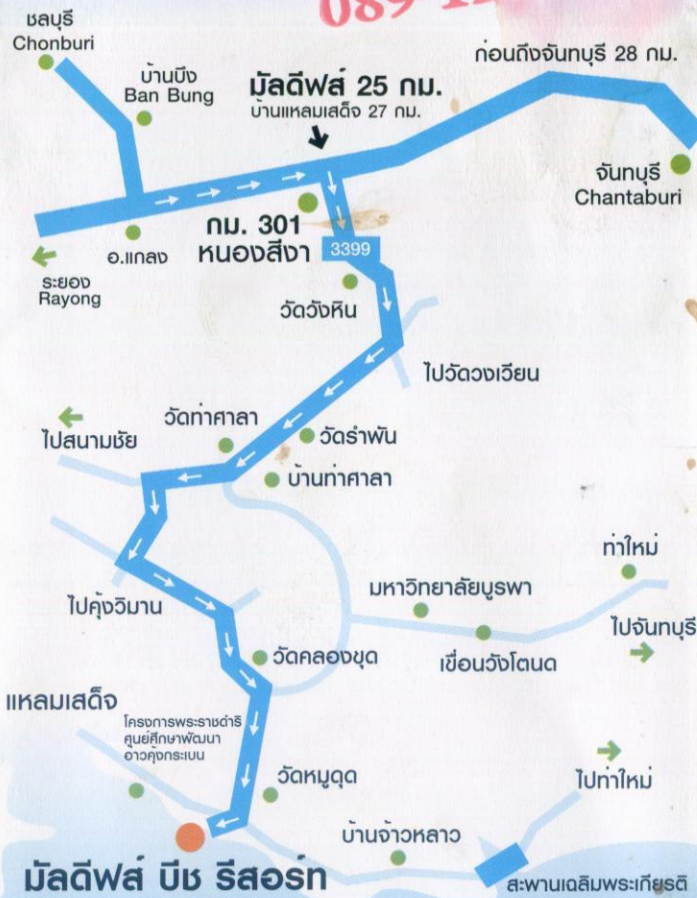 089-1
ชลบุรี
Chonburi
บ้านบึง
Ban Bung
มัลดีฟส์ 25 กม.
บ้านแหลมเสด็จ 27 กม.
ก่อนถึงจันทบุรี 28 กม.
จันทบุรี
Chantaburi
กม. 301
หนองสีงา
3399
อ.แกลง
ระยอง
Rayong
วัดวังหิน
ไปวัดวงเวียน
วัดท่าศาลา
ไปสนามชัย
วัดรำพัน
บ้านท่าศาลา
ท่าใหม่
มหาวิทยาลัยบูรพา
ไปคุ้งวิมาน
ไปจันทบุรี
วัดคลองขุด
เขื่อนวังโตนด
แหลมเสด็จ
โครงการพระราชดำริ
ศูนย์ศึกษาพัฒนา
อาวคุ้งกระเบน
วัดหมูดุด
ไปท่าใหม่
บ้านจ้าวหลาว
มัลดีฟส์ บีช รีสอร์ท
สะพานเฉลิมพระเกียรติ